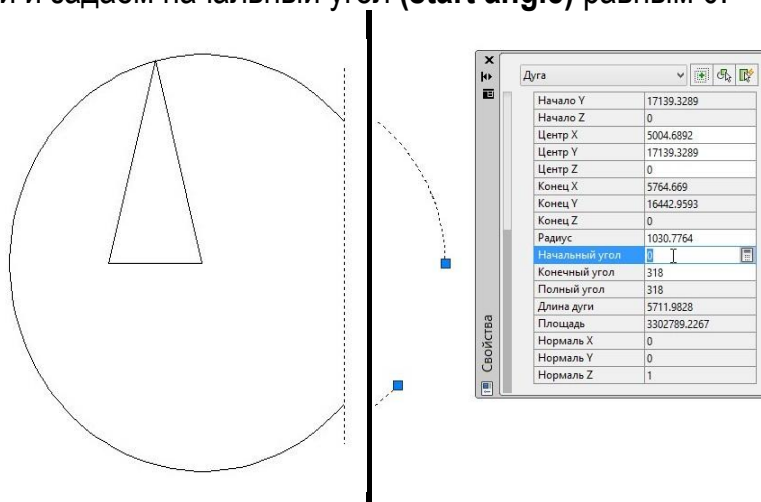 и и задаем начальный угол (start angle) равным 0.
Дуга
Начало Y 17139.3289
Начало Z 0
Центр X 5004.6892
Центр Y 17139.3289
Центр Z 0
Конец X 5764.669
Конец Y 16442.9593
Конец Z 0
Радиус 1030.7764
Начальный угол 0
Конечный угол 318
Полный угол 318
Длина дуги 5711.9828
Площадь 3302789.2267
Нормаль X 0
Нормаль Y 0
Нормаль Z 1
Свойства